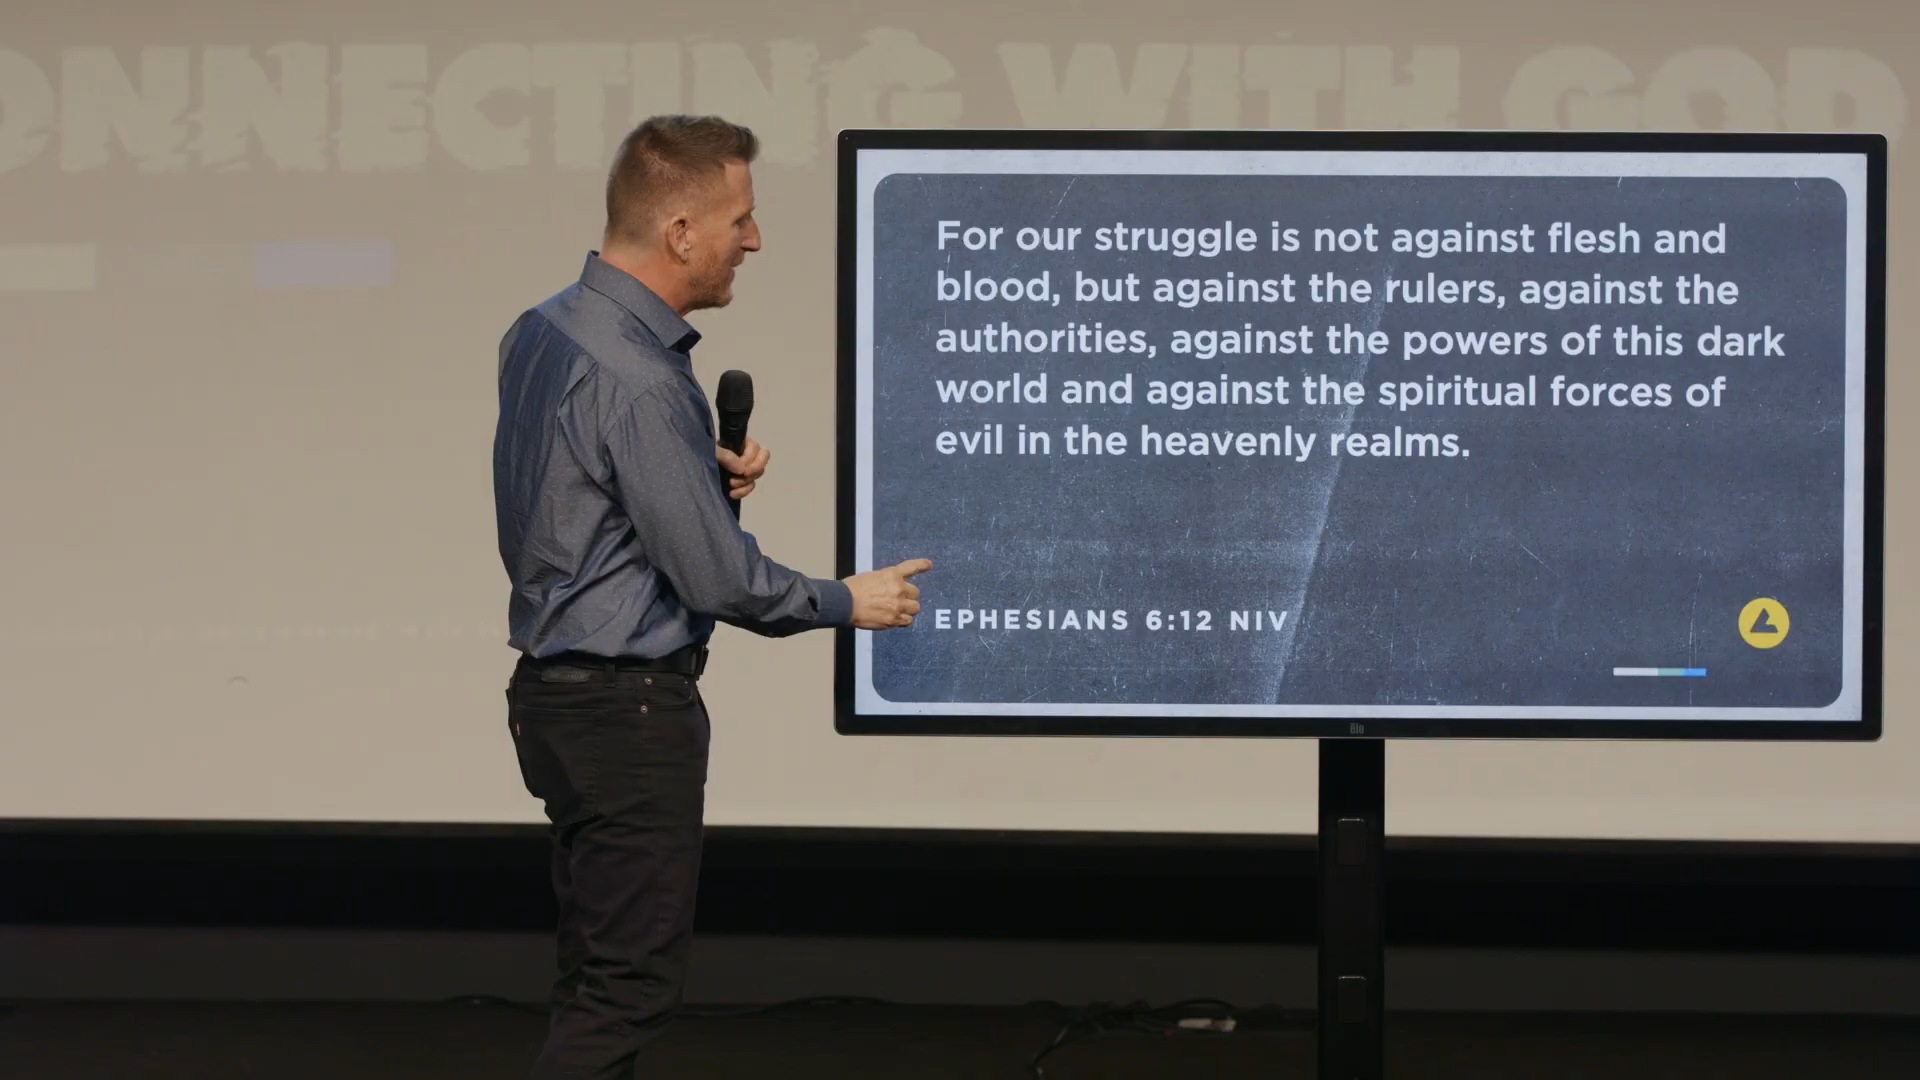 ONNECTING WITH GOD
For our struggle is not against flesh and
blood, but against the rulers, against the
authorities, against the powers of this dark
world and against the spiritual forces of
evil in the heavenly realms.
EPHESIANS 6:12 NIV
elo